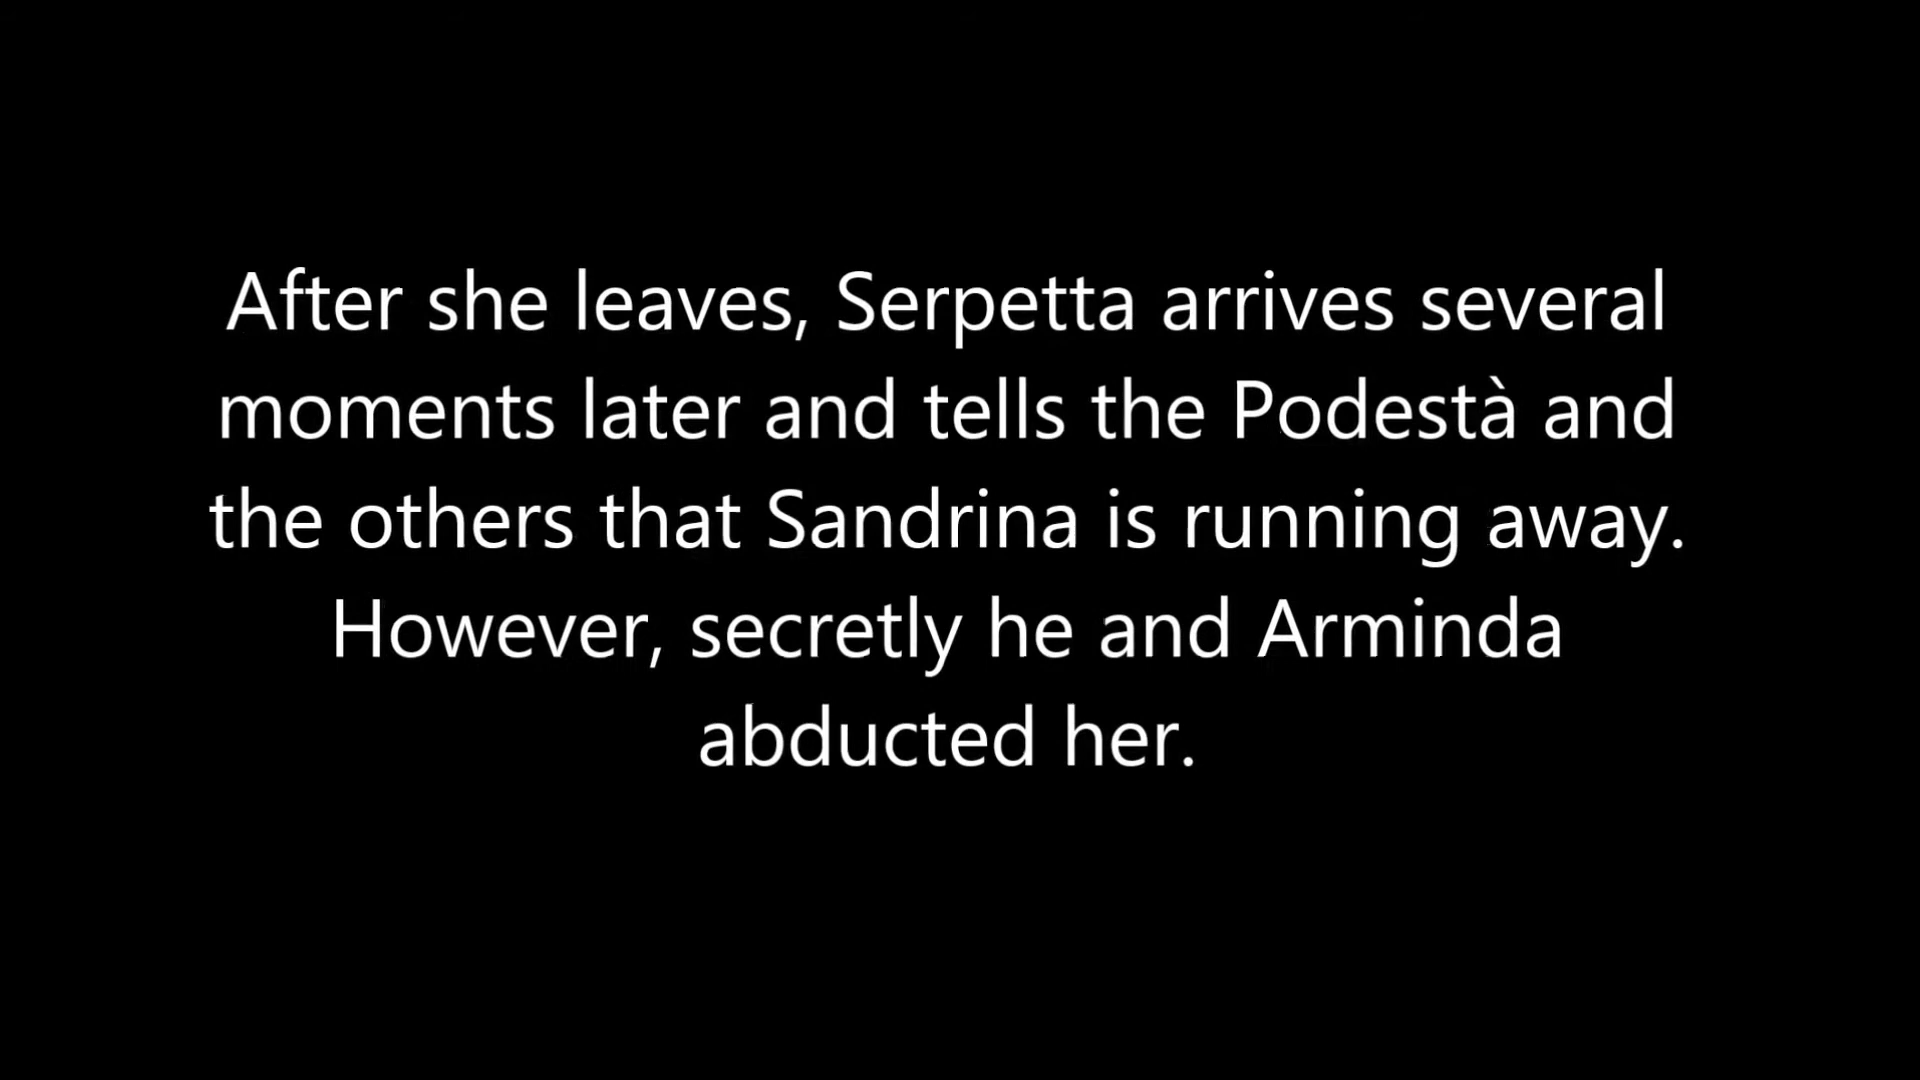 After she leaves, Serpetta arrives several
moments later and tells the Podestà and
the others that Sandrina is running away.
However, secretly he and Arminda
abducted her.